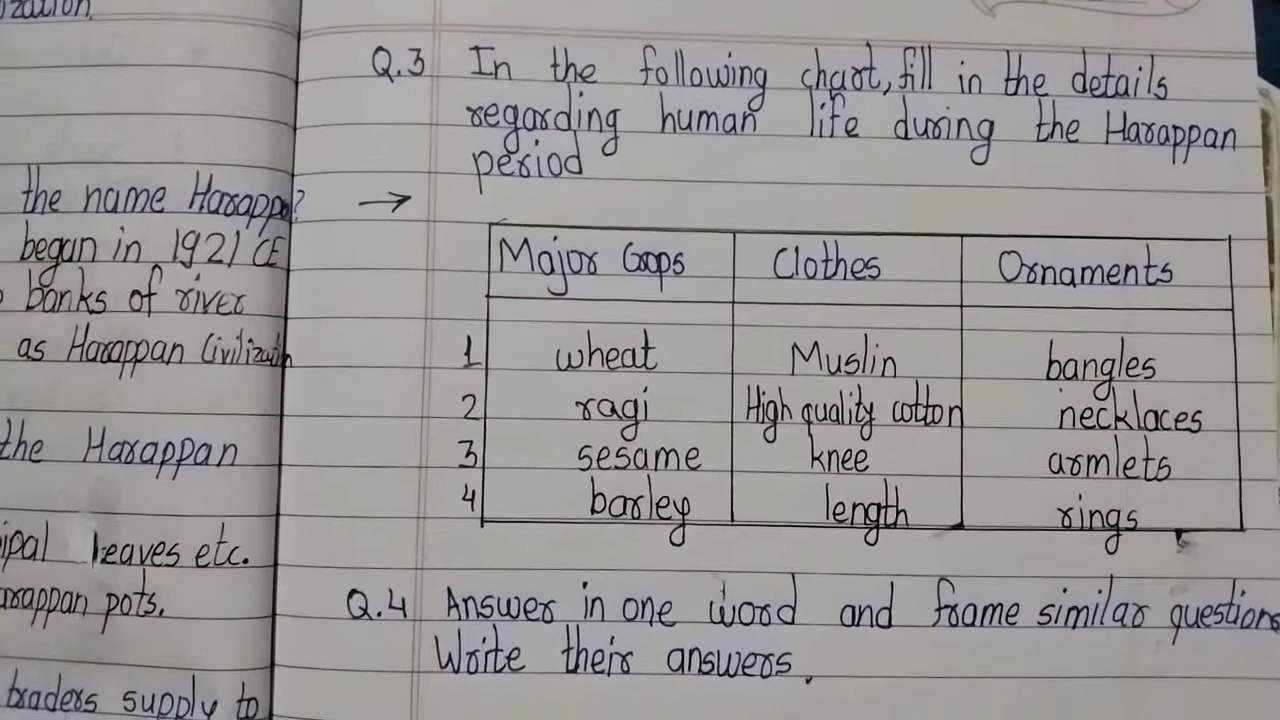 ization.
the name Harappa?
began in 1921 CE
banks of river
as Harappan Civilization
the Harappan
ipal leaves etc.
arappan pots.
traders supply to
Q.3 In the following chart, fill in the details
regarding human life during the Harappan
period
→
Major Crops Clothes Ornaments
1 wheat Muslin bangles
2 ragi High quality cotton necklaces
3 sesame knee armlets
4 barley length rings
Q.4 Answer in one word and frame similar questions
Write their answers.